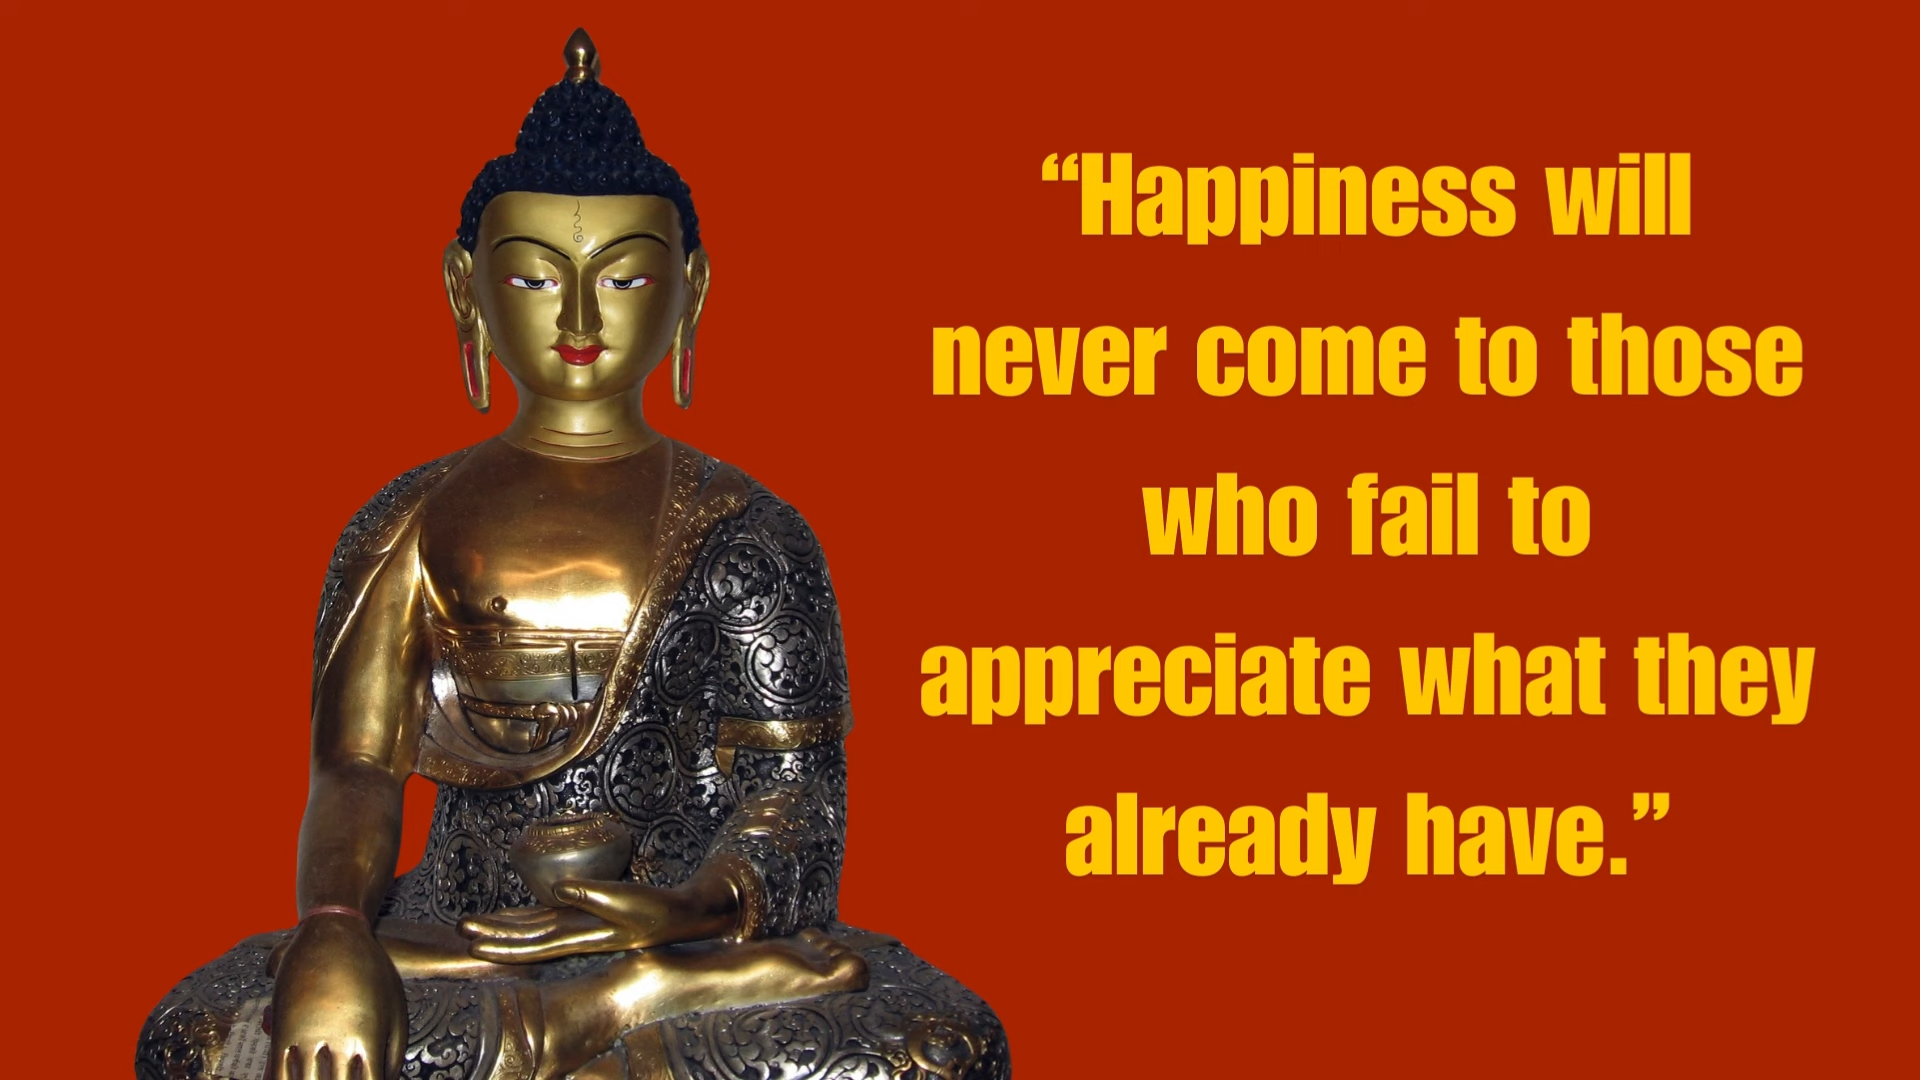 “Happiness will
never come to those
who fail to
appreciate what they
already have.”